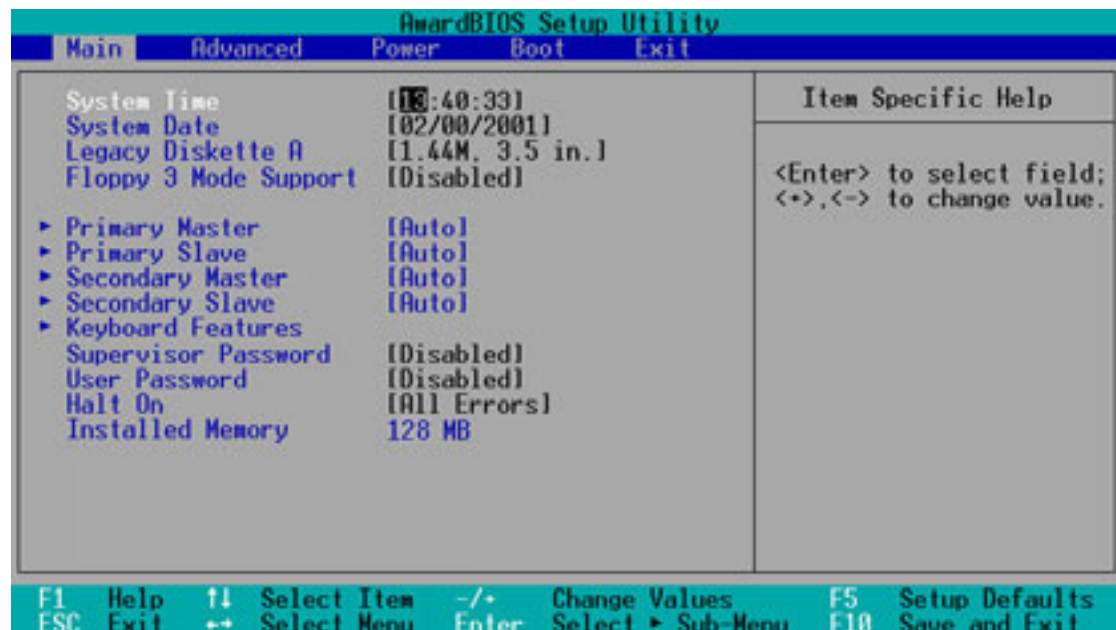 AwardBIOS Setup Utility
Main Advanced Power Boot Exit
System Time [13:40:33]
System Date [02/00/2001]
Legacy Diskette A [1.44M, 3.5 in.]
Floppy 3 Mode Support [Disabled]
Primary Master [Auto]
Primary Slave [Auto]
Secondary Master [Auto]
Secondary Slave [Auto]
Keyboard Features
Supervisor Password [Disabled]
User Password [Disabled]
Halt On [All Errors]
Installed Memory 128 MB
Item Specific Help
<Enter> to select field;
<+>,<-> to change value.
F1 Help ↑↓ Select Item -/+ Change Values F5 Setup Defaults
ESC Exit ←→ Select Menu Enter Select ► Sub-Menu F10 Save and Exit